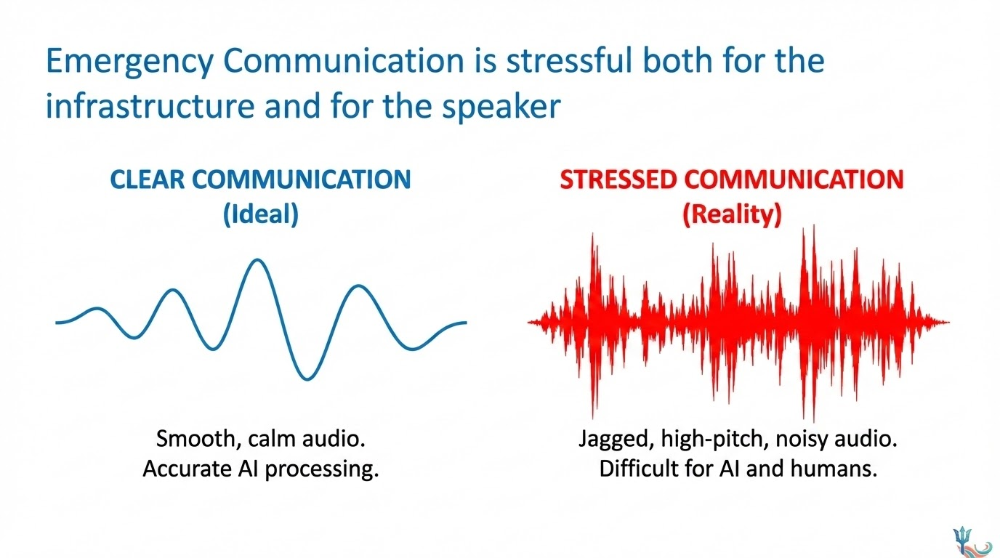 Emergency Communication is stressful both for the
infrastructure and for the speaker
CLEAR COMMUNICATION
(Ideal)
Smooth, calm audio.
Accurate AI processing.
STRESSED COMMUNICATION
(Reality)
Jagged, high-pitch, noisy audio.
Difficult for AI and humans.